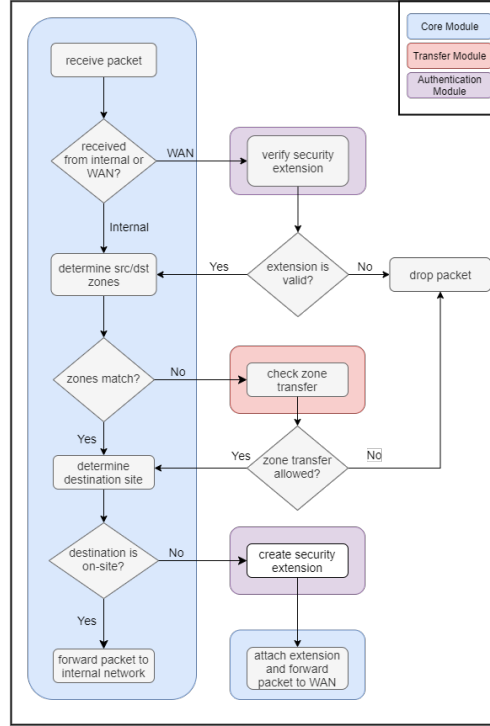 Core Module
Transfer Module
Authentication
Module
receive packet
received
from internal or
WAN?
WAN
verify security
extension
Internal
determine src/dst
zones
Yes
extension is
valid?
No
drop packet
zones match?
No
check zone
transfer
Yes
determine
destination site
Yes
zone transfer
allowed?
No
destination is
on-site?
No
create security
extension
Yes
forward packet to
internal network
attach extension
and forward
packet to WAN